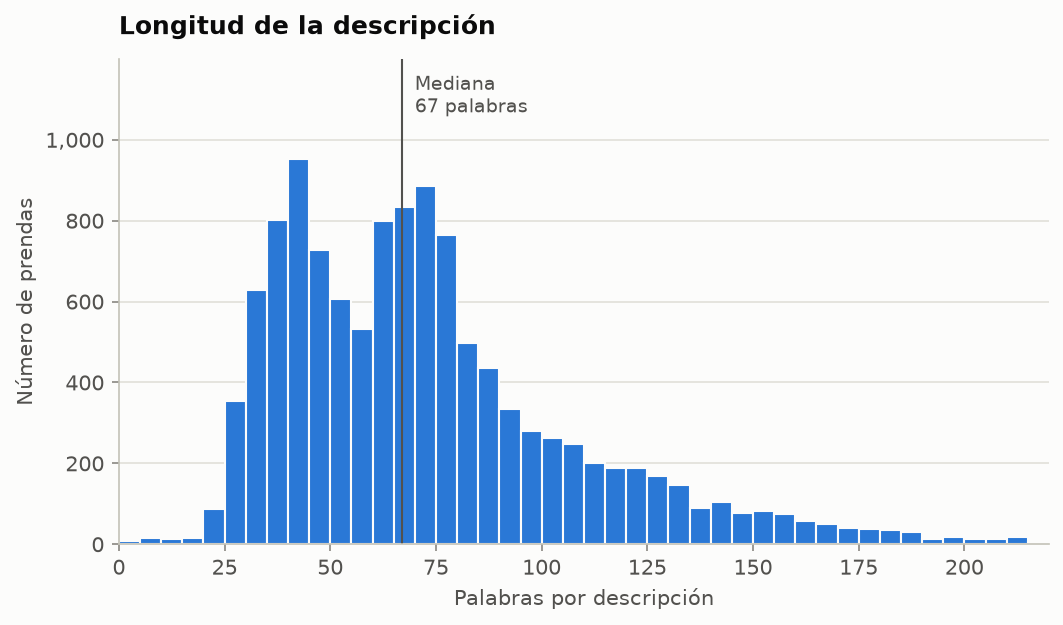 Longitud de la descripción
Mediana
67 palabras
1,000
800
600
400
200
0
Número de prendas
0 25 50 75 100 125 150 175 200
Palabras por descripción